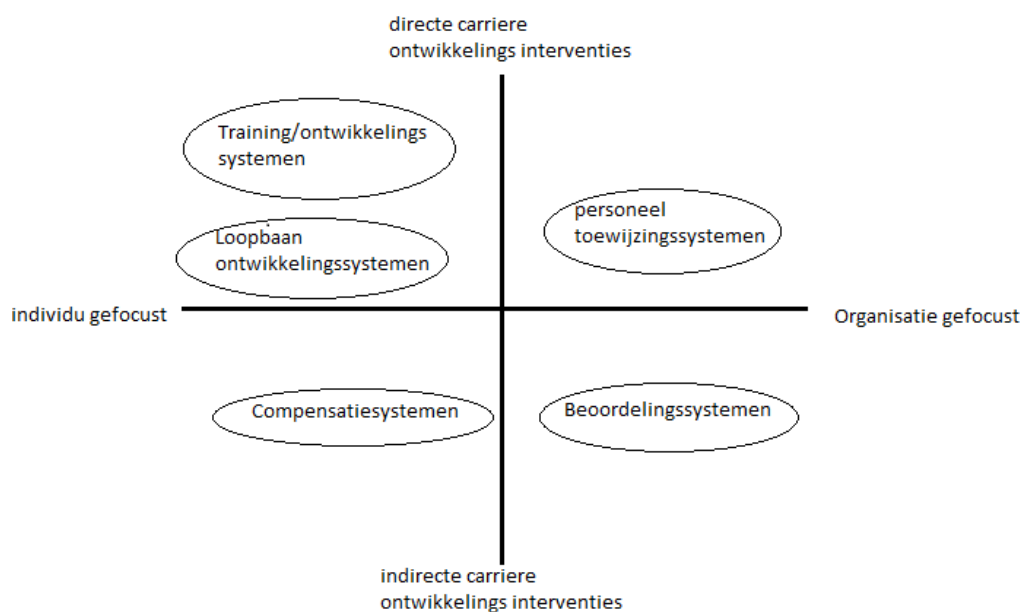 directe carriere
ontwikkelings interventies
Training/ontwikkelings
systemen
personeel
toewijzingssystemen
Loopbaan
ontwikkelingssystemen
individu gefocust
Organisatie gefocust
Compensatiesystemen
Beoordelingssystemen
indirecte carriere
ontwikkelings interventies